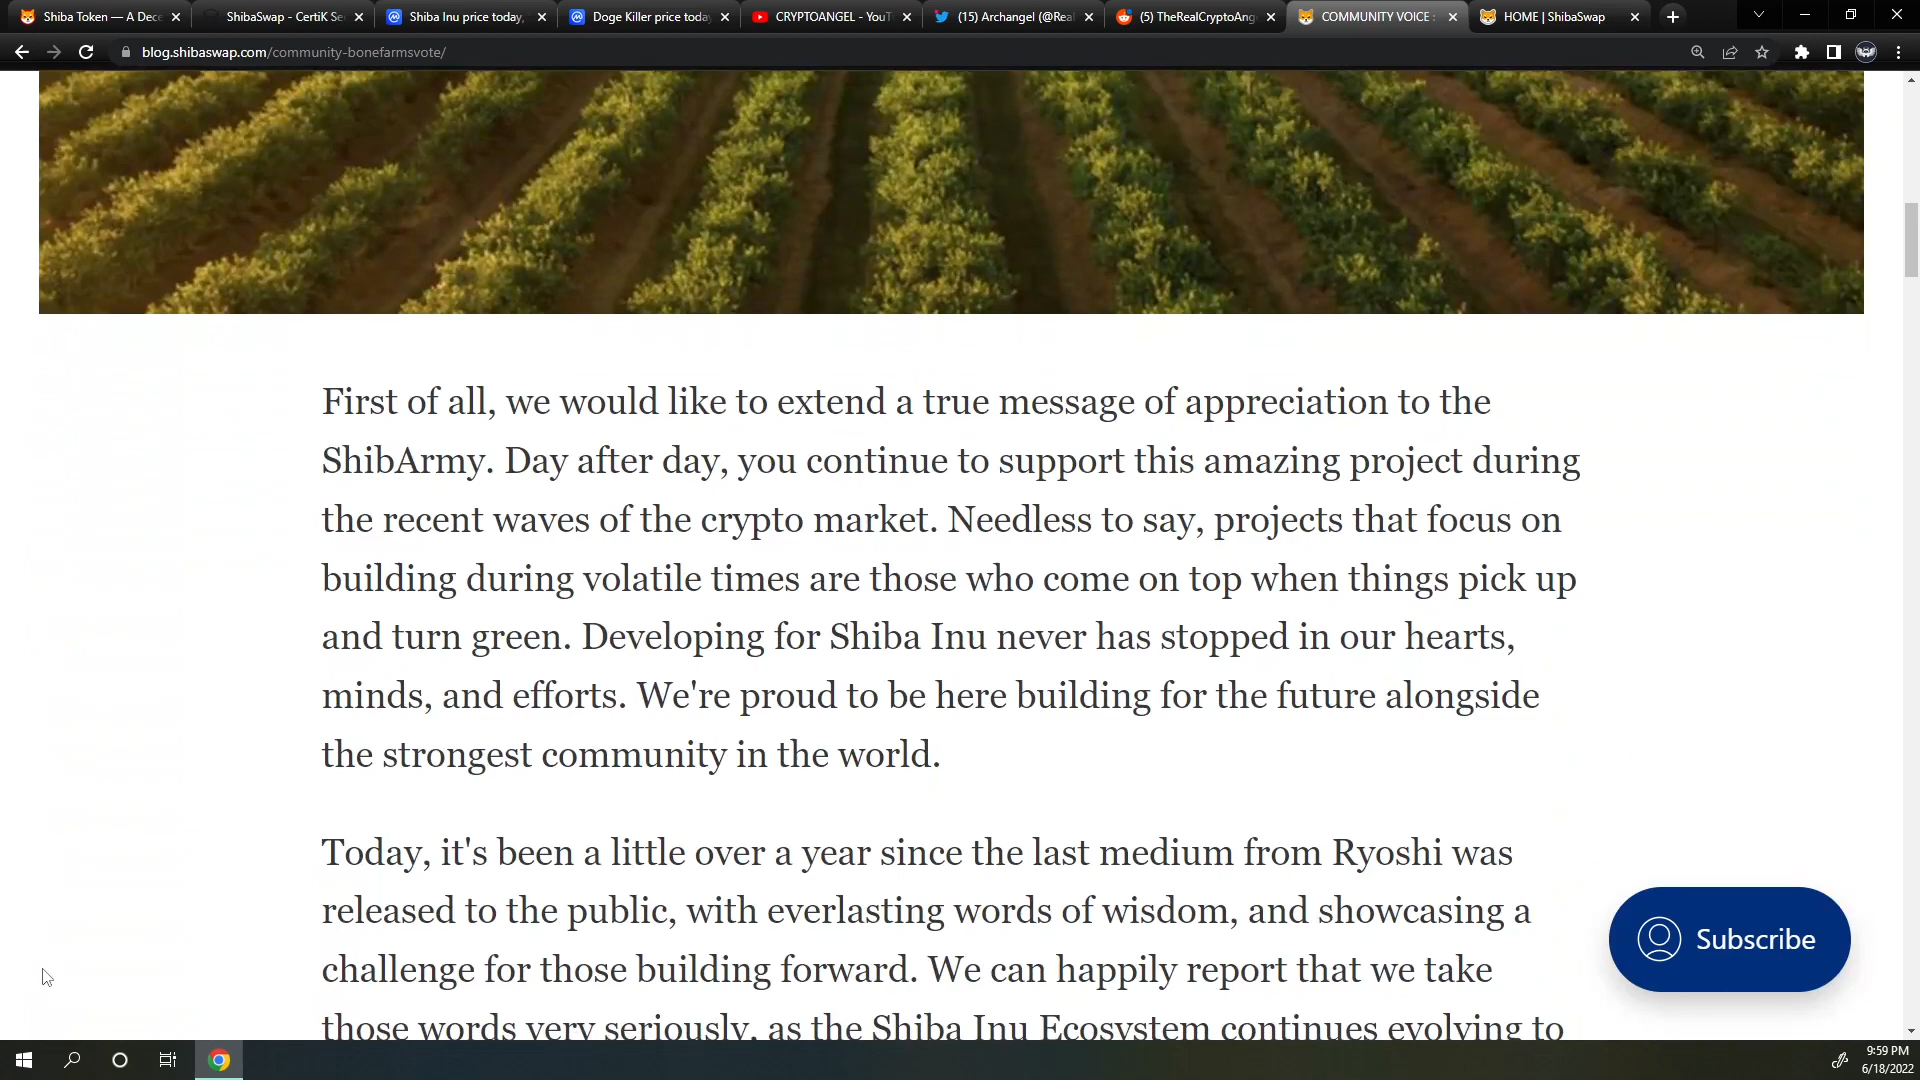 Shiba Token — A Dece
ShibaSwap - CertiK Se
Shiba Inu price today,
Doge Killer price toda
CRYPTOANGEL - YouT
(15) Archangel (@Real
(5) TheRealCryptoAng
COMMUNITY VOICE :
HOME | ShibaSwap
blog.shibaswap.com/community-bonefarmsvote/
First of all, we would like to extend a true message of appreciation to the
ShibArmy. Day after day, you continue to support this amazing project during
the recent waves of the crypto market. Needless to say, projects that focus on
building during volatile times are those who come on top when things pick up
and turn green. Developing for Shiba Inu never has stopped in our hearts,
minds, and efforts. We're proud to be here building for the future alongside
the strongest community in the world.
Today, it's been a little over a year since the last medium from Ryoshi was
released to the public, with everlasting words of wisdom, and showcasing a
challenge for those building forward. We can happily report that we take
those words very seriously, as the Shiba Inu Ecosystem continues evolving to
Subscribe
9:59 PM
6/18/2022